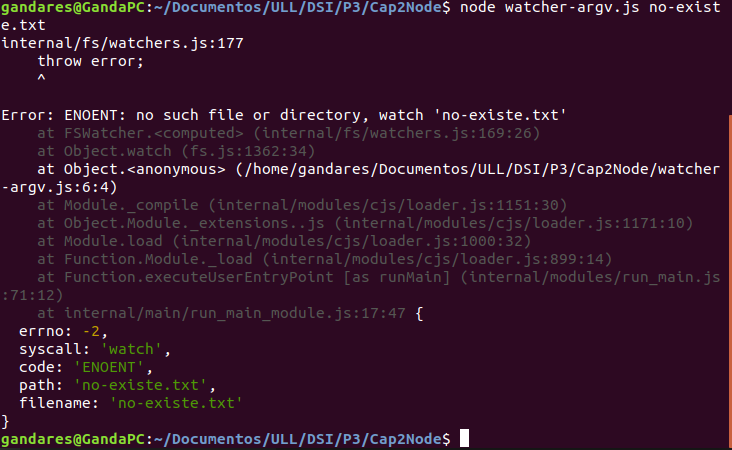 gandares@GandaPC:~/Documentos/ULL/DSI/P3/Cap2Node$ node watcher-argv.js no-exist
e.txt
internal/fs/watchers.js:177
    throw error;
    ^

Error: ENOENT: no such file or directory, watch 'no-existe.txt'
    at FSWatcher.<computed> (internal/fs/watchers.js:169:26)
    at Object.watch (fs.js:1362:34)
    at Object.<anonymous> (/home/gandares/Documentos/ULL/DSI/P3/Cap2Node/watcher
-argv.js:6:4)
    at Module._compile (internal/modules/cjs/loader.js:1151:30)
    at Object.Module._extensions..js (internal/modules/cjs/loader.js:1171:10)
    at Module.load (internal/modules/cjs/loader.js:1000:32)
    at Function.Module._load (internal/modules/cjs/loader.js:899:14)
    at Function.executeUserEntryPoint [as runMain] (internal/modules/run_main.js
:71:12)
    at internal/main/run_main_module.js:17:47 {
  errno: -2,
  syscall: 'watch',
  code: 'ENOENT',
  path: 'no-existe.txt',
  filename: 'no-existe.txt'
}
gandares@GandaPC:~/Documentos/ULL/DSI/P3/Cap2Node$